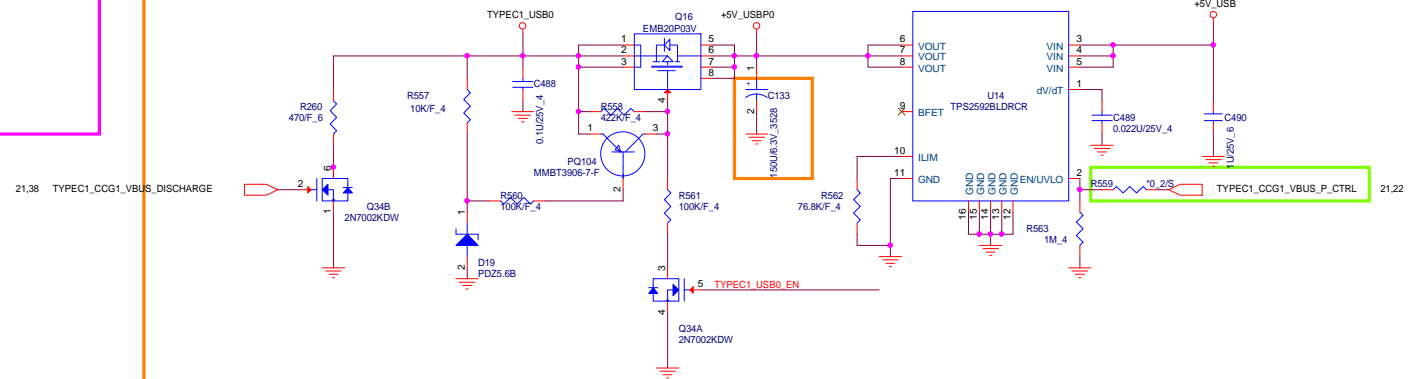 TYPEC1_USB0
Q16
EMB20P03V
+5V_USBP0
+5V_USB
1
2
3
5
6
7
8
4
6
7
8
VOUT
VOUT
VOUT
VIN
VIN
VIN
3
4
5
dV/dT
1
U14
TPS2592BLDRCR
9
BFET
R260
470/F_6
R557
10K/F_4
C488
0.1U/25V_4
R558
422K/F_4
1
3
2
PQ104
MMBT3906-7-F
1
+
2
C133
150U/6.3V_3528
C489
0.022U/25V_4
C490
1U/25V_6
10
ILIM
11
GND
GND
GND
GND
GND
GND
16
15
14
13
12
EN/UVLO
2
R559
*0_2/S
TYPEC1_CCG1_VBUS_P_CTRL
21,22
21,38
TYPEC1_CCG1_VBUS_DISCHARGE
2
6
1
Q34B
2N7002KDW
R560
100K/F_4
R561
100K/F_4
R562
76.8K/F_4
R563
1M_4
1
2
D19
PDZ5.6B
3
5
4
TYPEC1_USB0_EN
Q34A
2N7002KDW